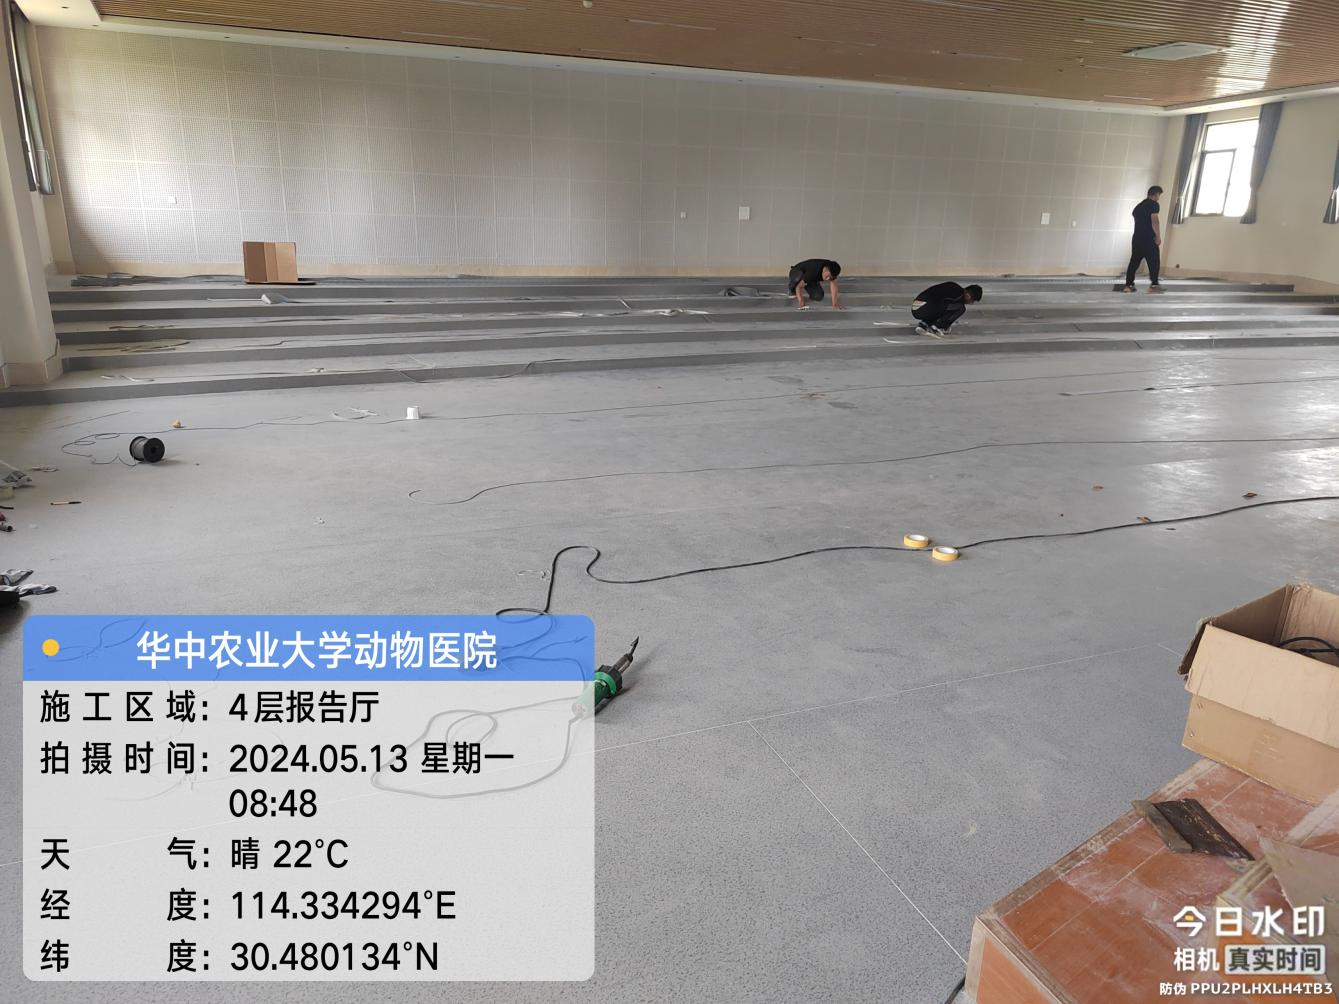 华中农业大学动物医院
施工区域：4层报告厅
拍摄时间：2024.05.13 星期一
08:48
天气：晴 22°C
经度：114.334294°E
纬度：30.480134°N
今日水印
相机 真实时间
防伪 PPU2PLHXLH4TB3